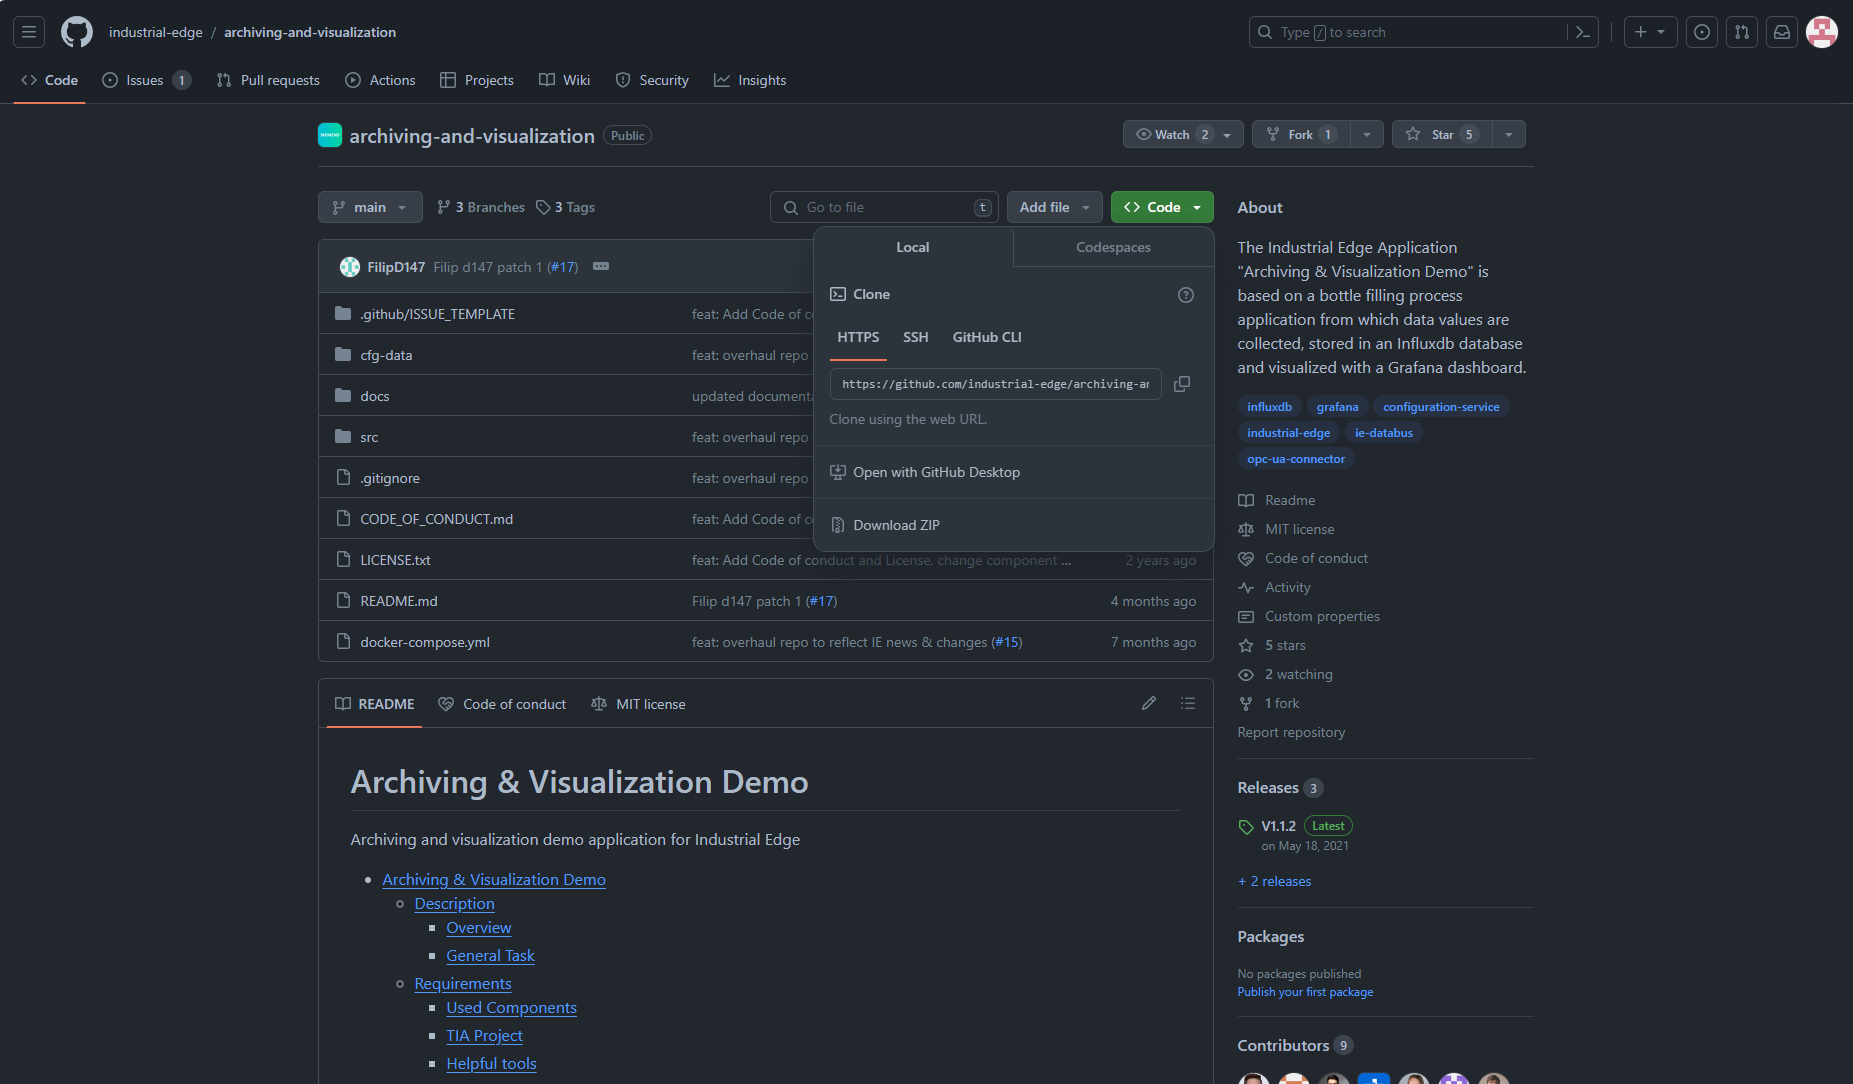 industrial-edge / archiving-and-visualization
Type / to search
Code
Issues 1
Pull requests
Actions
Projects
Wiki
Security
Insights
SIEMENS
archiving-and-visualization Public
Watch 2
Fork 1
Star 5
main
3 Branches
3 Tags
Go to file t
Add file
Code
FilipD147 Filip d147 patch 1 (#17)
.github/ISSUE_TEMPLATE feat: Add Code of c
cfg-data feat: overhaul repo
docs updated document
src feat: overhaul repo
.gitignore feat: overhaul repo
CODE_OF_CONDUCT.md feat: Add Code of c
LICENSE.txt feat: Add Code of conduct and License, change component ... 2 years ago
README.md Filip d147 patch 1 (#17) 4 months ago
docker-compose.yml feat: overhaul repo to reflect IE news & changes (#15) 7 months ago
Local Codespaces
Clone
HTTPS SSH GitHub CLI
https://github.com/industrial-edge/archiving-ar
Clone using the web URL.
Open with GitHub Desktop
Download ZIP
README Code of conduct MIT license
Archiving & Visualization Demo
Archiving and visualization demo application for Industrial Edge
Archiving & Visualization Demo
Description
Overview
General Task
Requirements
Used Components
TIA Project
Helpful tools
About
The Industrial Edge Application
"Archiving & Visualization Demo" is
based on a bottle filling process
application from which data values are
collected, stored in an Influxdb database
and visualized with a Grafana dashboard.
influxdb grafana configuration-service
industrial-edge ie-databus
opc-ua-connector
Readme
MIT license
Code of conduct
Activity
Custom properties
5 stars
2 watching
1 fork
Report repository
Releases 3
V1.1.2 Latest
on May 18, 2021
+ 2 releases
Packages
No packages published
Publish your first package
Contributors 9